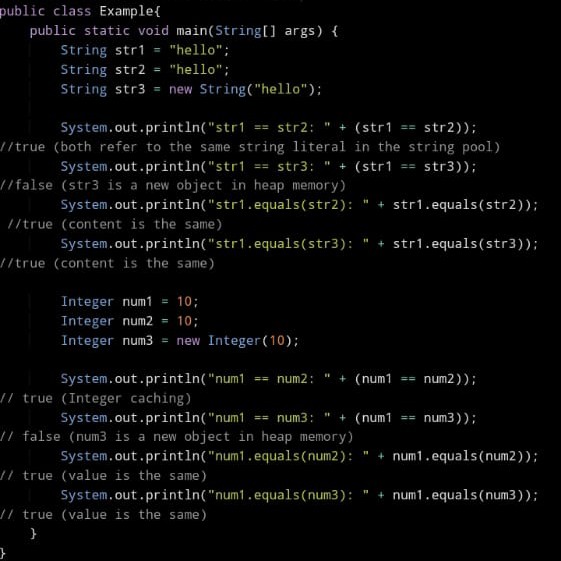 public class Example{
    public static void main(String[] args) {
        String str1 = "hello";
        String str2 = "hello";
        String str3 = new String("hello");

        System.out.println("str1 == str2: " + (str1 == str2));
//true (both refer to the same string literal in the string pool)
        System.out.println("str1 == str3: " + (str1 == str3));
//false (str3 is a new object in heap memory)
        System.out.println("str1.equals(str2): " + str1.equals(str2));
 //true (content is the same)
        System.out.println("str1.equals(str3): " + str1.equals(str3));
//true (content is the same)

        Integer num1 = 10;
        Integer num2 = 10;
        Integer num3 = new Integer(10);

        System.out.println("num1 == num2: " + (num1 == num2));
// true (Integer caching)
        System.out.println("num1 == num3: " + (num1 == num3));
// false (num3 is a new object in heap memory)
        System.out.println("num1.equals(num2): " + num1.equals(num2));
// true (value is the same)
        System.out.println("num1.equals(num3): " + num1.equals(num3));
// true (value is the same)
    }
}